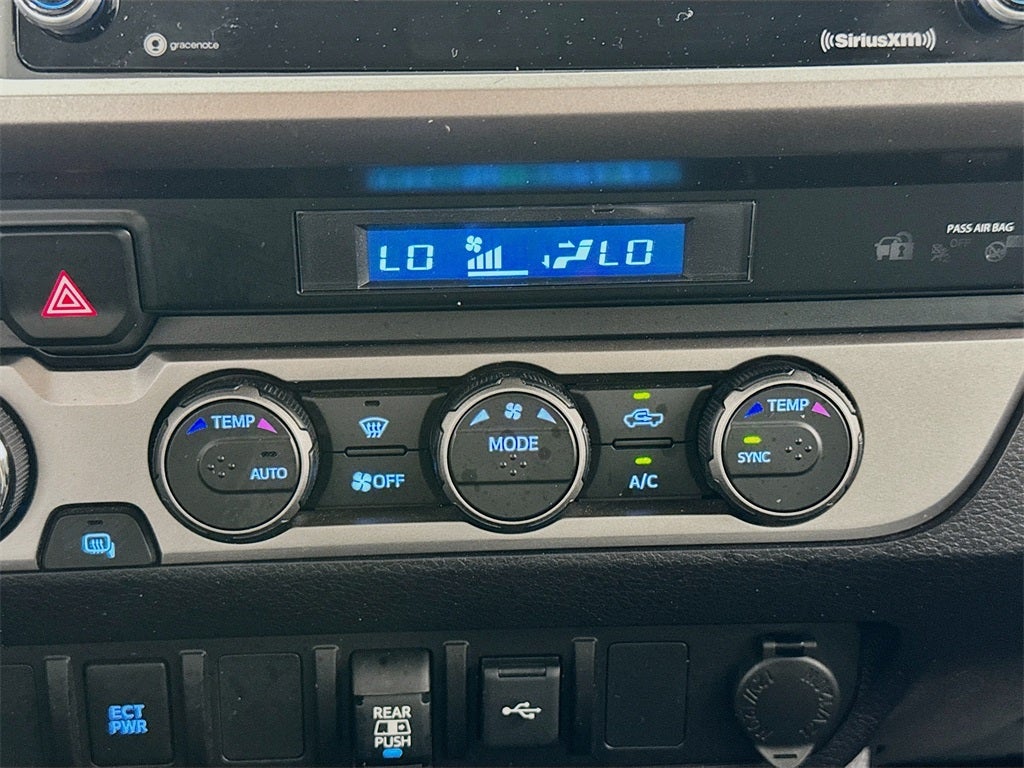 gracenote
((SiriusXM))
PASS AIR BAG
OFF
LO LO
TEMP
AUTO
OFF
MODE
A/C
TEMP
SYNC
ECT
PWR
REAR
PUSH